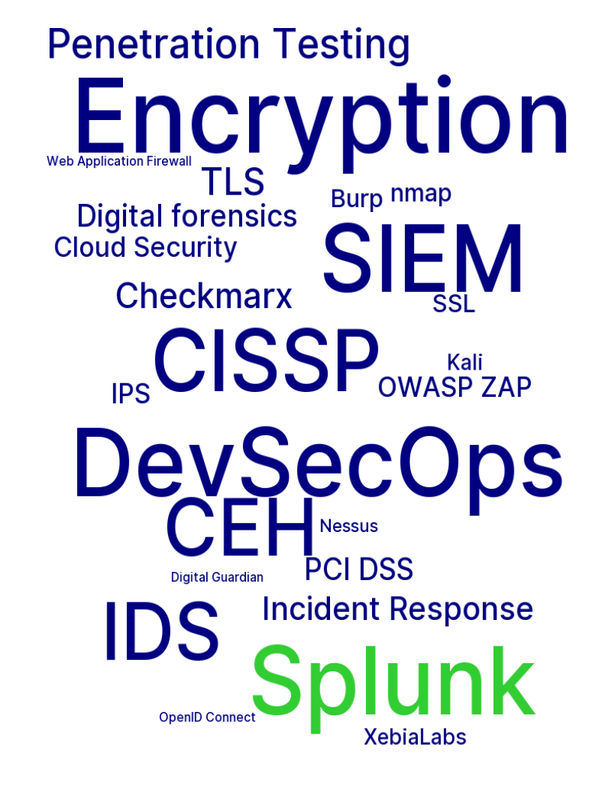 Penetration Testing
Encryption
Web Application Firewall
TLS
Burp nmap
Digital forensics
Cloud Security
SIEM
SSL
Checkmarx
CISSP
Kali
IPS
OWASP ZAP
DevSecOps
CEH
Nessus
PCI DSS
Digital Guardian
IDS
Incident Response
Splunk
OpenID Connect
XebiaLabs